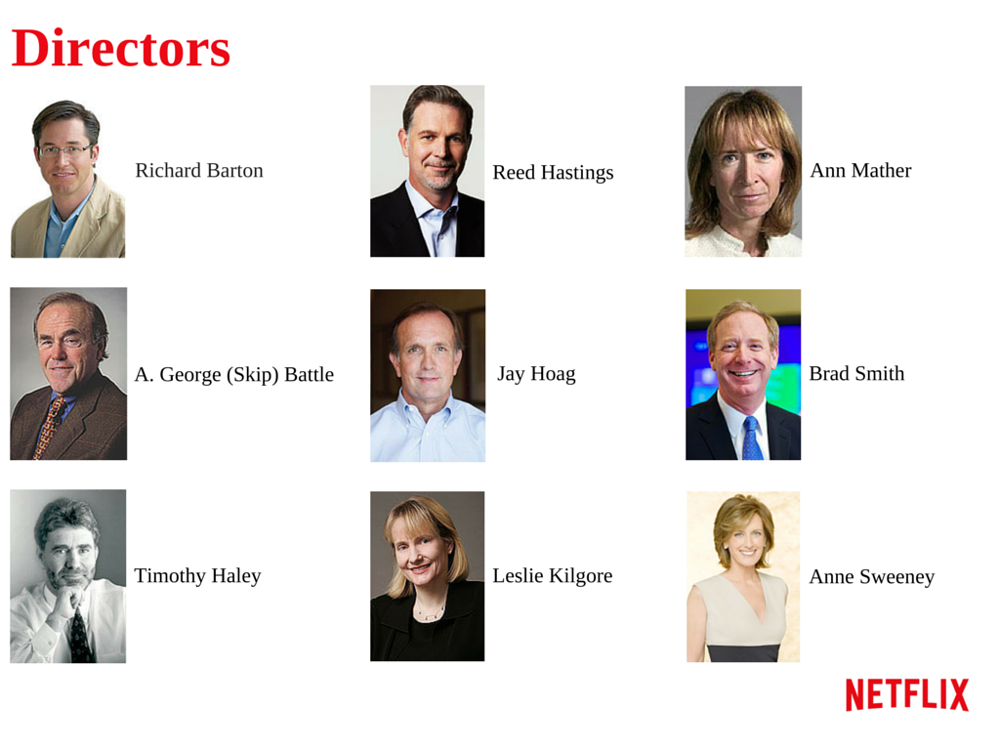 Directors
Richard Barton
Reed Hastings
Ann Mather
A. George (Skip) Battle
Jay Hoag
Brad Smith
Timothy Haley
Leslie Kilgore
Anne Sweeney
NETFLIX